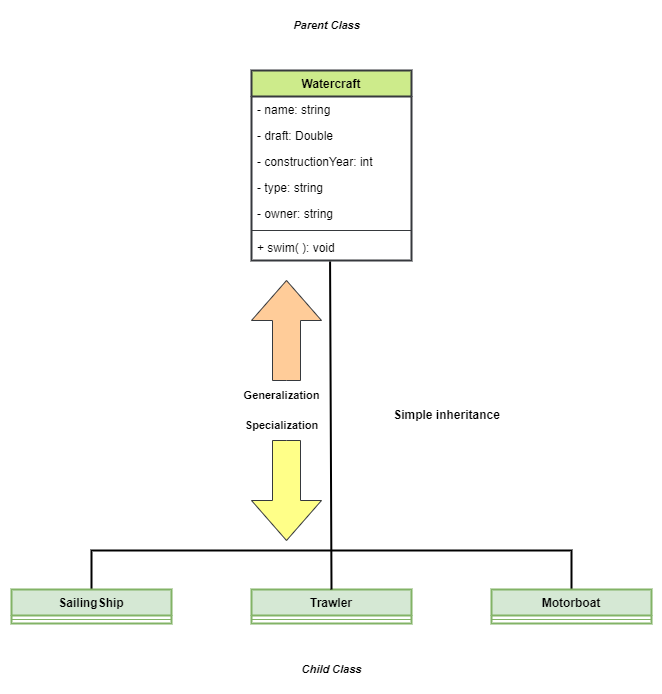 Parent Class
Watercraft
- name: string
- draft: Double
- constructionYear: int
- type: string
- owner: string
+ swim( ): void
Generalization
Specialization
Simple inheritance
SailingShip
Trawler
Motorboat
Child Class